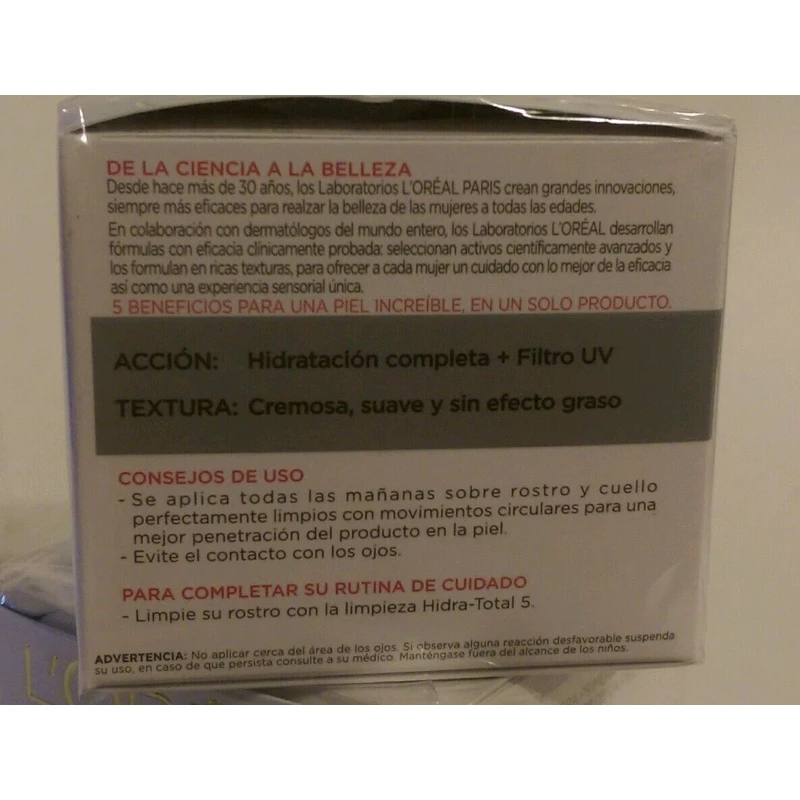 DE LA CIENCIA A LA BELLEZA
Desde hace más de 30 años, los Laboratorios L'ORÉAL PARIS crean grandes innovaciones,
siempre más eficaces para realzar la belleza de las mujeres a todas las edades.
En colaboración con dermatólogos del mundo entero, los Laboratorios L'ORÉAL desarrollan
fórmulas con eficacia clínicamente probada: seleccionan activos científicamente avanzados y
los formulan en ricas texturas, para ofrecer a cada mujer un cuidado con lo mejor de la eficacia
así como una experiencia sensorial única.
5 BENEFICIOS PARA UNA PIEL INCREÍBLE, EN UN SOLO PRODUCTO.
ACCIÓN: Hidratación completa + Filtro UV
TEXTURA: Cremosa, suave y sin efecto graso
CONSEJOS DE USO
- Se aplica todas las mañanas sobre rostro y cuello
perfectamente limpios con movimientos circulares para una
mejor penetración del producto en la piel.
- Evite el contacto con los ojos.
PARA COMPLETAR SU RUTINA DE CUIDADO
- Limpie su rostro con la limpieza Hidra-Total 5.
ADVERTENCIA: No aplicar cerca del área de los ojos. Si observa alguna reacción desfavorable suspenda
su uso, en caso de que persista consulte a su médico. Manténgase fuera del alcance de los niños.